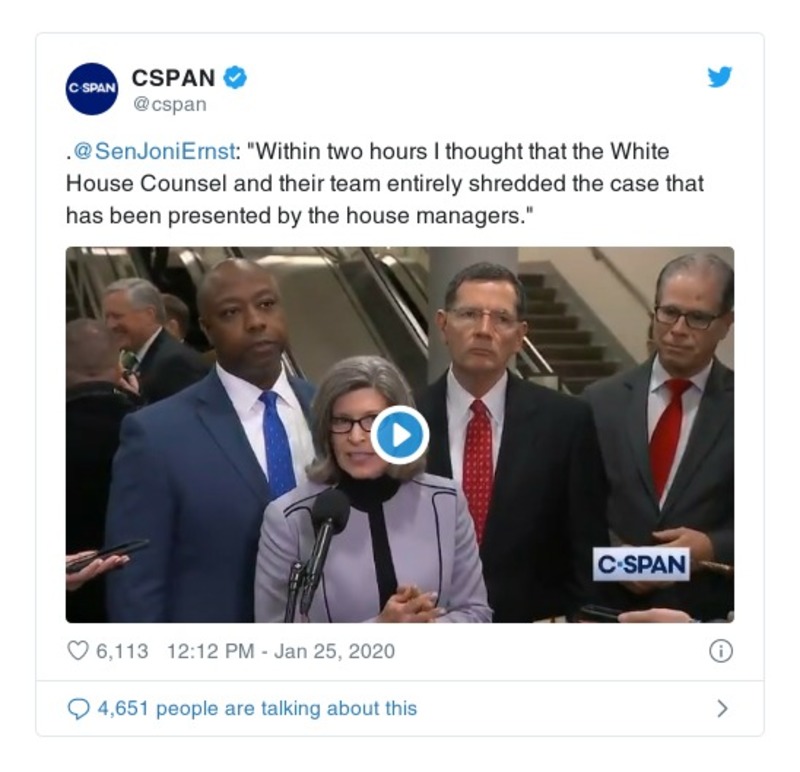 C·SPAN
CSPAN
@cspan
.@SenJoniErnst: "Within two hours I thought that the White
House Counsel and their team entirely shredded the case that
has been presented by the house managers."
C·SPAN
6,113 12:12 PM - Jan 25, 2020
4,651 people are talking about this